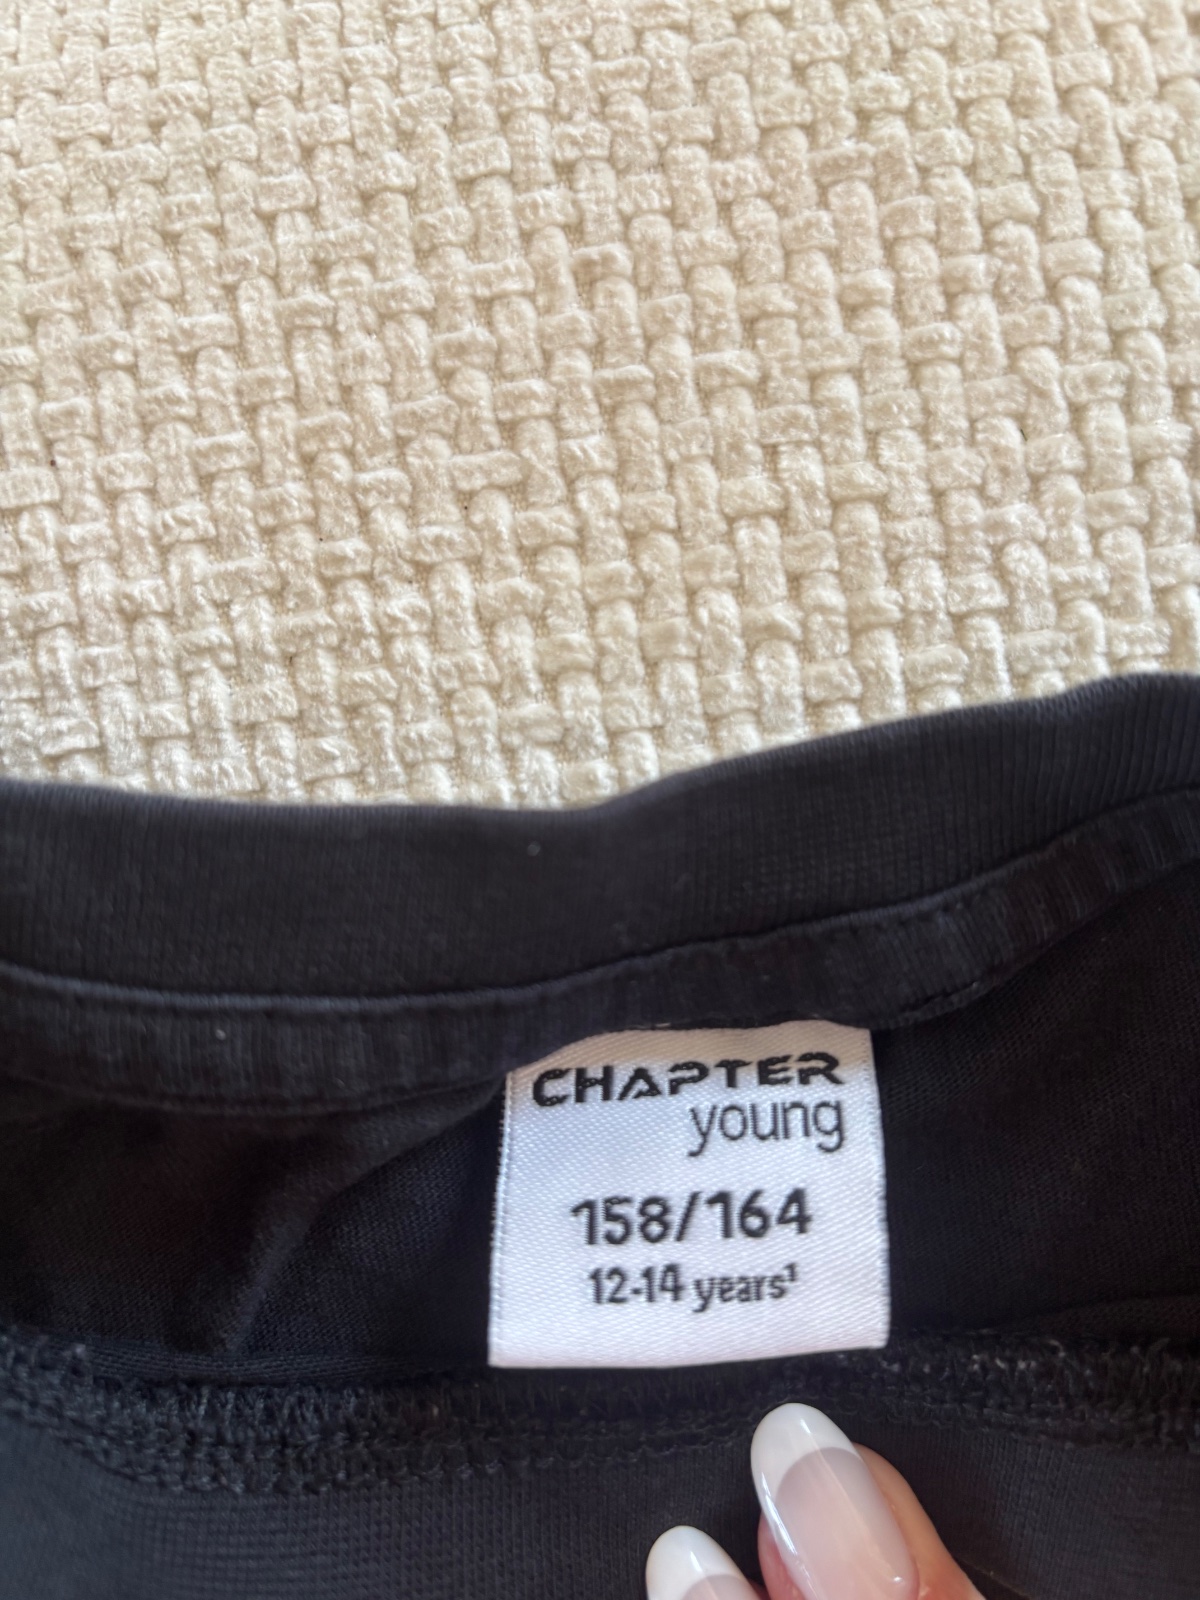 CHAPTER
young
158/164
12-14 years¹